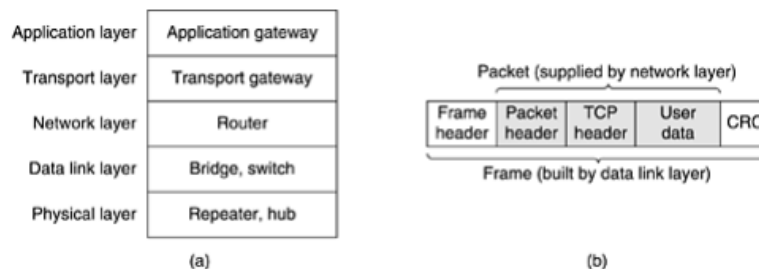 Application layer Application gateway
Transport layer Transport gateway
Network layer Router
Data link layer Bridge, switch
Physical layer Repeater, hub
(a)
Packet (supplied by network layer)
Frame header Packet header TCP header User data CRC
Frame (built by data link layer)
(b)